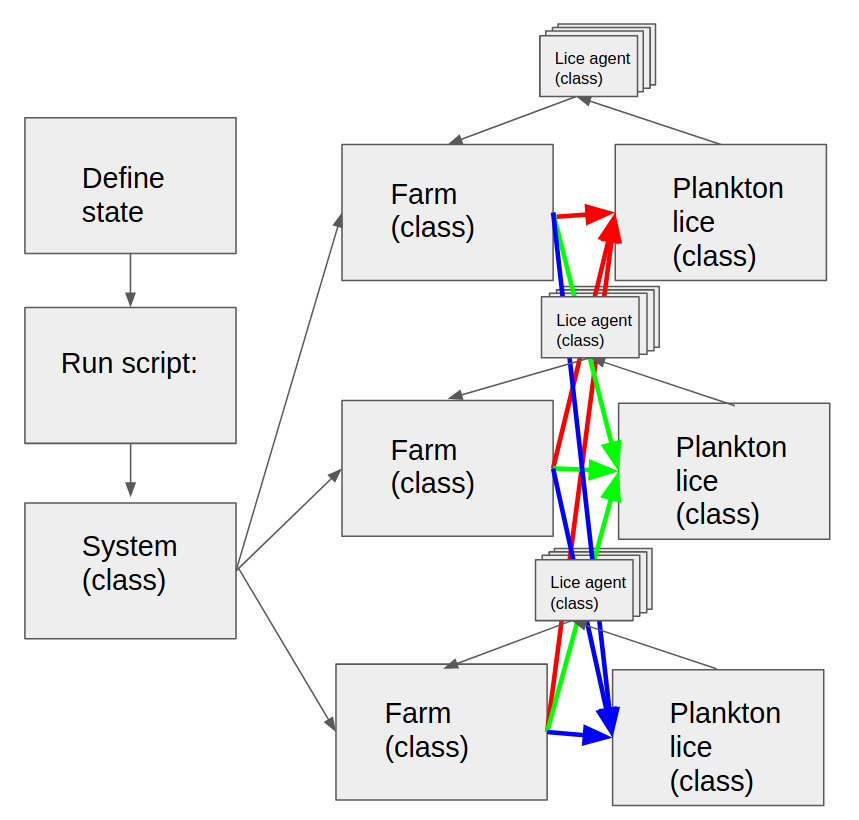 Define
state
Run script:
System
(class)
Lice agent
(class)
Farm
(class)
Plankton
lice
(class)
Lice agent
(class)
Farm
(class)
Plankton
lice
(class)
Lice agent
(class)
Farm
(class)
Plankton
lice
(class)